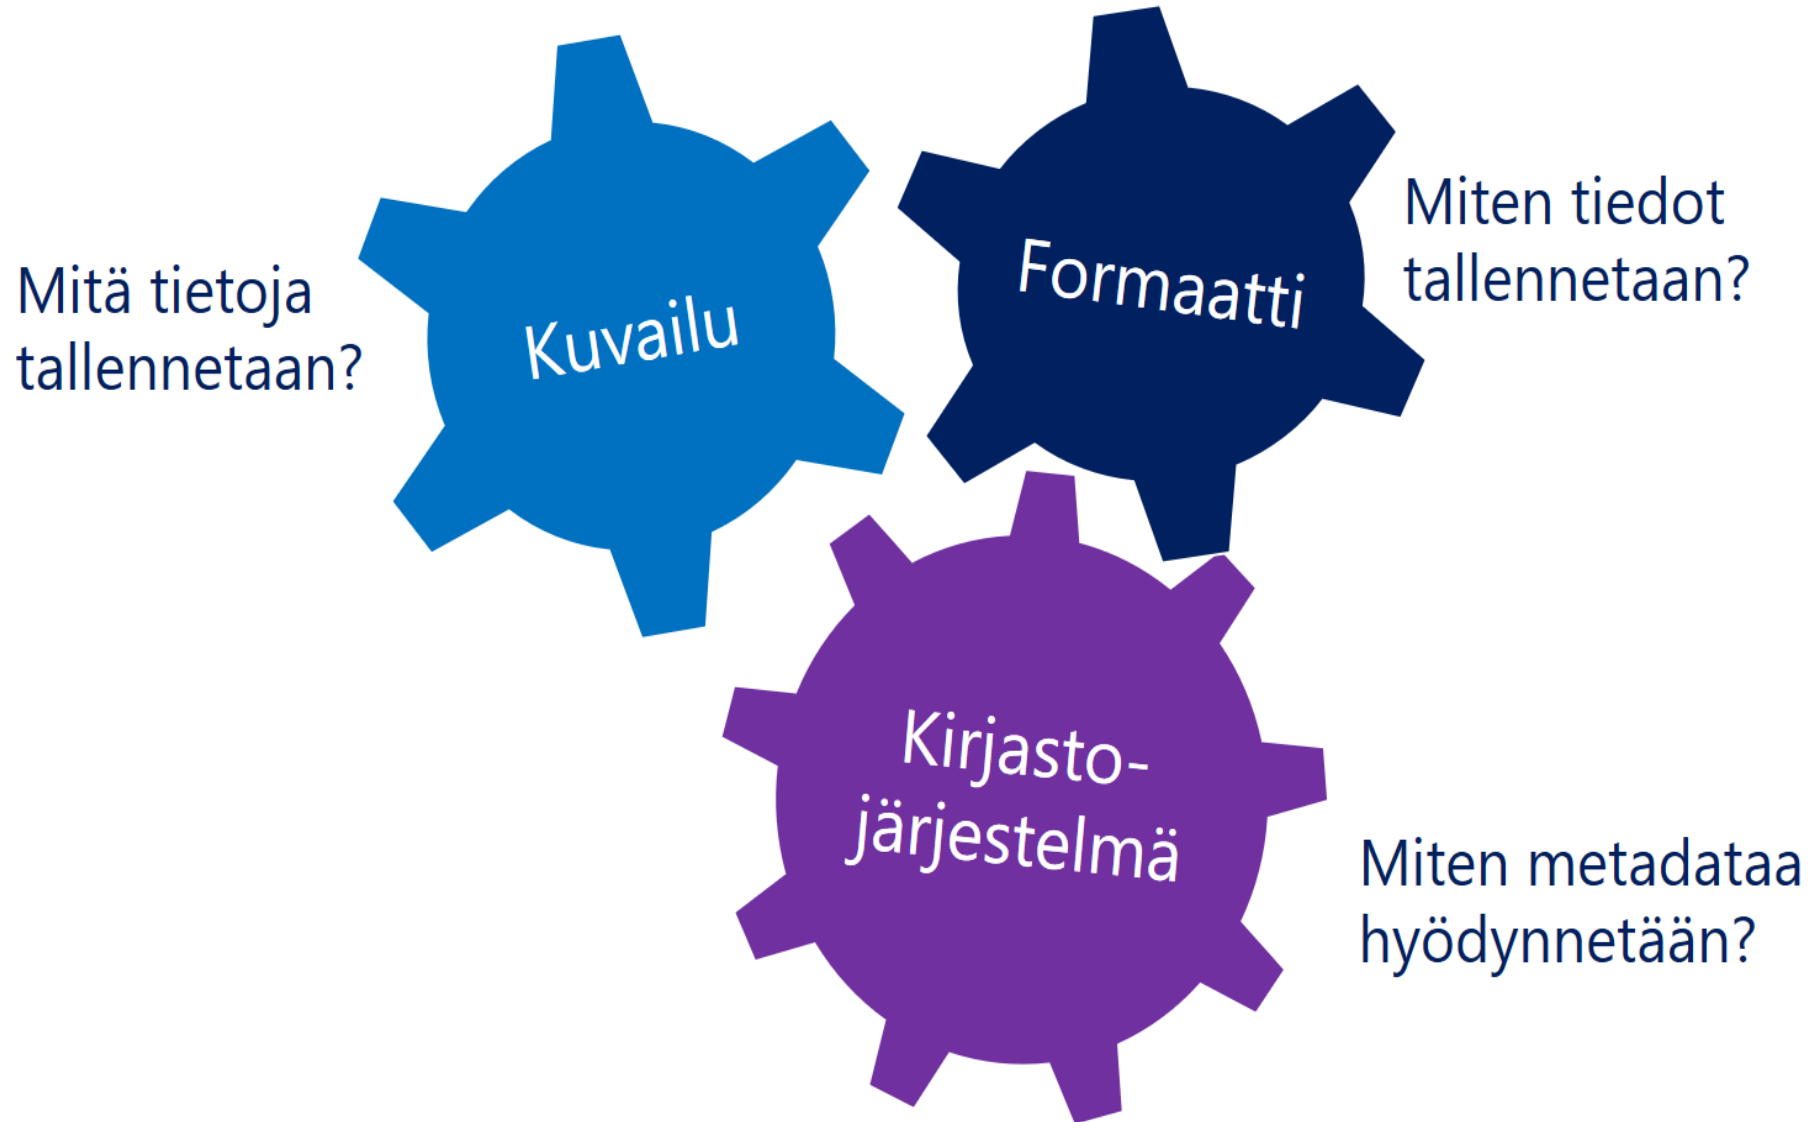 Mitä tietoja
tallennetaan?
Kuvailu
Formaatti
Miten tiedot
tallennetaan?
Kirjasto-
järjestelmä
Miten metadataa
hyödynnetään?